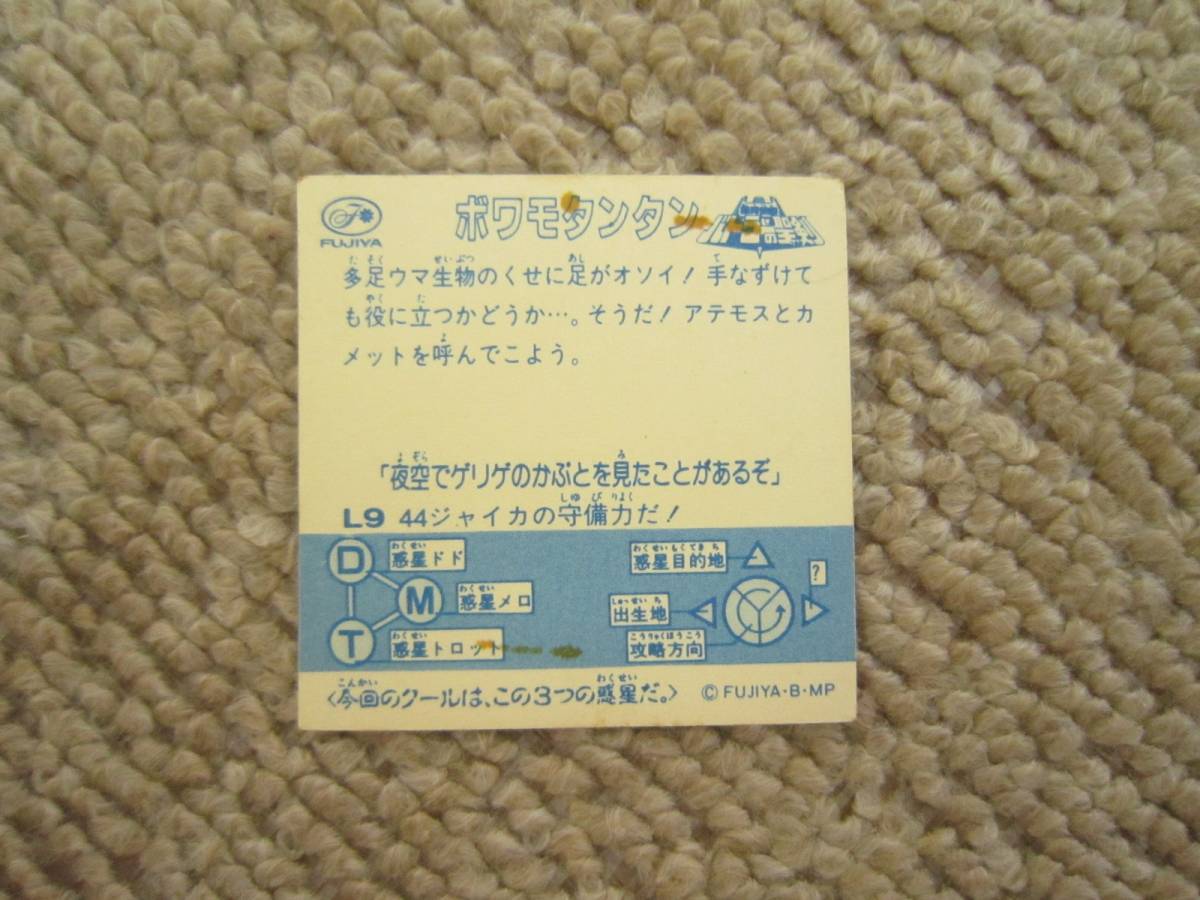 FUJIYA
ボワモタンタン
多足ウマ生物のくせに足がオソイ! 手なずけて
も役に立つかどうか…。そうだ! アテモスとカ
メットを呼んでこよう。
「夜空でゲリゲのかぶとを見たことがあるぞ」
L9 44ジャイカの守備力だ!
D 惑星ドド
M 惑星メロ
T 惑星トロット
惑星目的地
?
出生地
攻略方向
〈今回のクールは、この3つの惑星だ。〉 © FUJIYA·B·MP